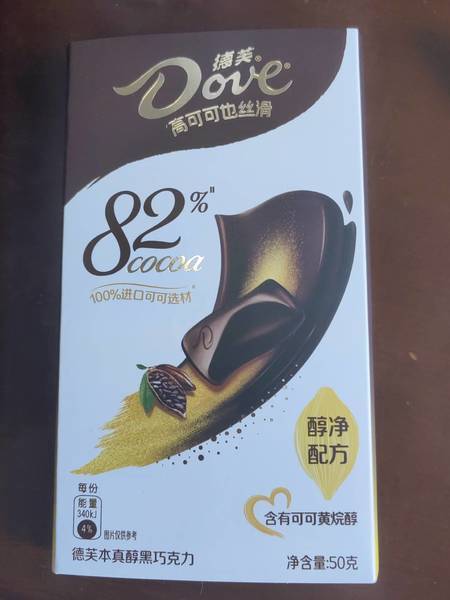 德芙
Dove
高可可也丝滑
82%
cocoa
100%进口可可选材
醇净
配方
每份
能量
340kJ
4%
图片仅供参考
含有可可黄烷醇
德芙本真醇黑巧克力
净含量:50克